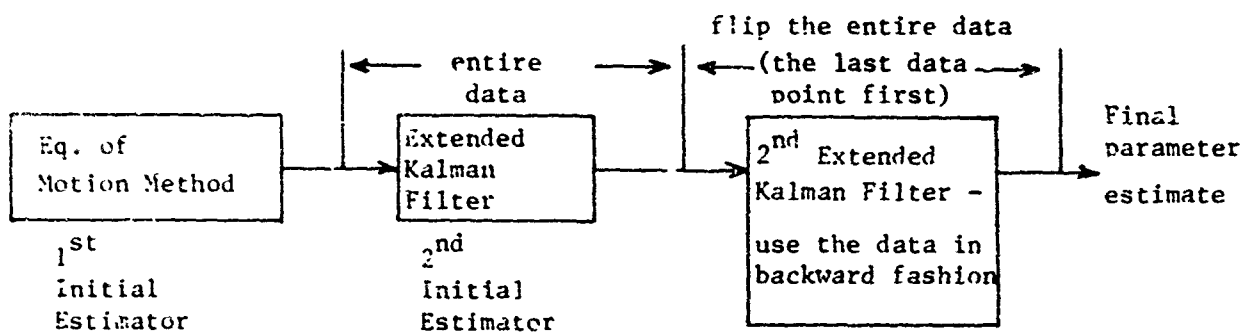 flip the entire data
(the last data
point first)
entire
data
Eq. of
Motion Method
Extended
Kalman
Filter
2nd Extended
Kalman Filter -
use the data in
backward fashion
Final
parameter
estimate
1st
Initial
Estimator
2nd
Initial
Estimator